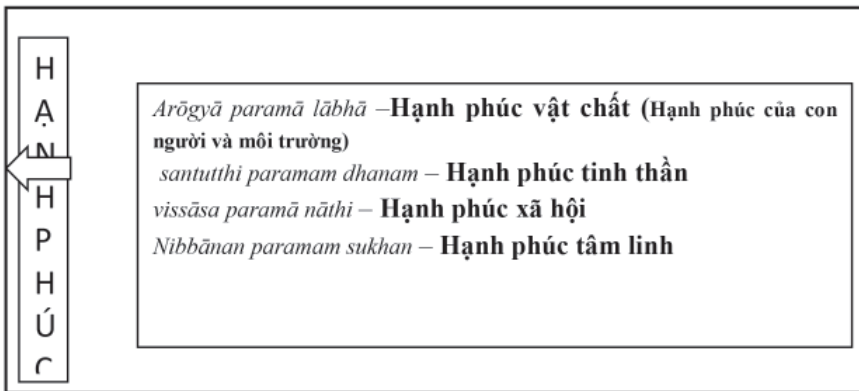 H
Ạ
N
H
P
H
Ú
C
Arōgyā paramā lābhā –Hạnh phúc vật chất (Hạnh phúc của con
người và môi trường)
santutthi paramam dhanam – Hạnh phúc tinh thần
vissāsa paramā nāthi – Hạnh phúc xã hội
Nibbānan paramam sukhan – Hạnh phúc tâm linh